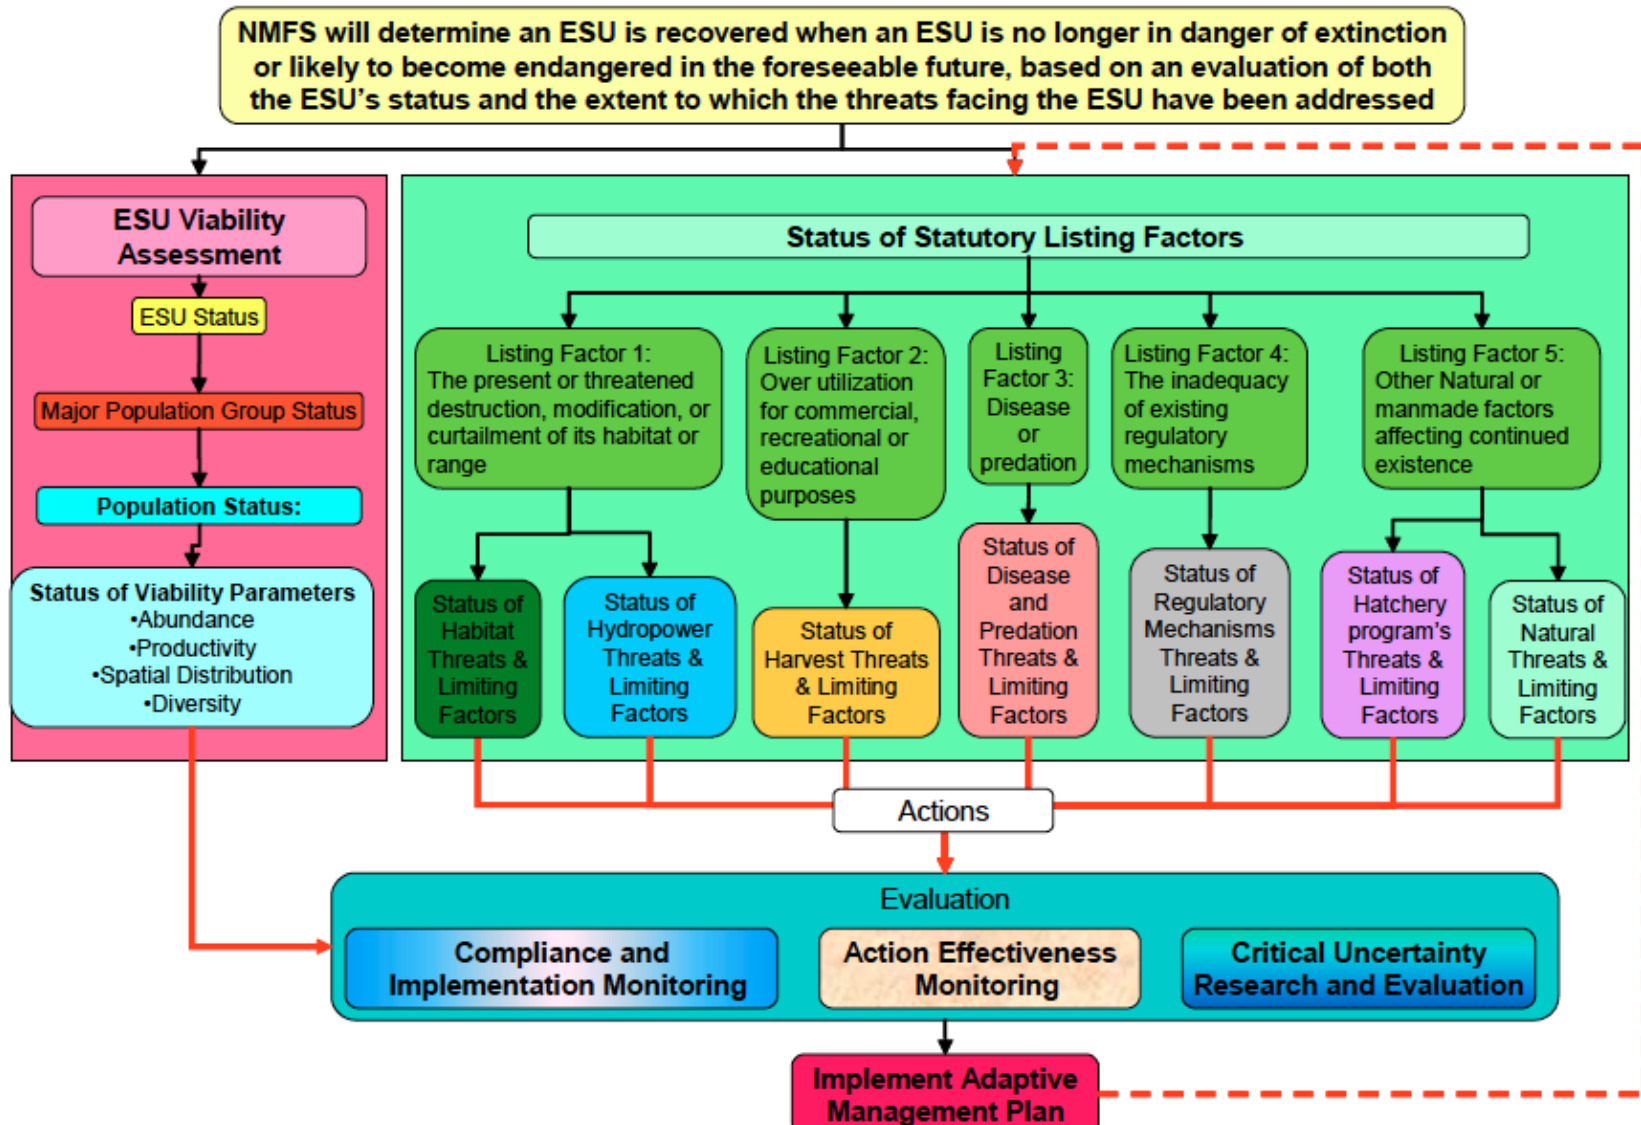 NMFS will determine an ESU is recovered when an ESU is no longer in danger of extinction
or likely to become endangered in the foreseeable future, based on an evaluation of both
the ESU's status and the extent to which the threats facing the ESU have been addressed
ESU Viability
Assessment
ESU Status
Major Population Group Status
Population Status:
Status of Viability Parameters
•Abundance
•Productivity
•Spatial Distribution
•Diversity
Status of Statutory Listing Factors
Listing Factor 1:
The present or threatened
destruction, modification, or
curtailment of its habitat or
range
Listing Factor 2:
Over utilization
for commercial,
recreational or
educational
purposes
Listing
Factor 3:
Disease
or
predation
Listing Factor 4:
The inadequacy
of existing
regulatory
mechanisms
Listing Factor 5:
Other Natural or
manmade factors
affecting continued
existence
Status of
Habitat
Threats &
Limiting
Factors
Status of
Hydropower
Threats &
Limiting
Factors
Status of
Harvest Threats
& Limiting
Factors
Status of
Disease
and
Predation
Threats &
Limiting
Factors
Status of
Regulatory
Mechanisms
Threats &
Limiting
Factors
Status of
Hatchery
program's
Threats &
Limiting
Factors
Status of
Natural
Threats &
Limiting
Factors
Actions
Evaluation
Compliance and
Implementation Monitoring
Action Effectiveness
Monitoring
Critical Uncertainty
Research and Evaluation
Implement Adaptive
Management Plan